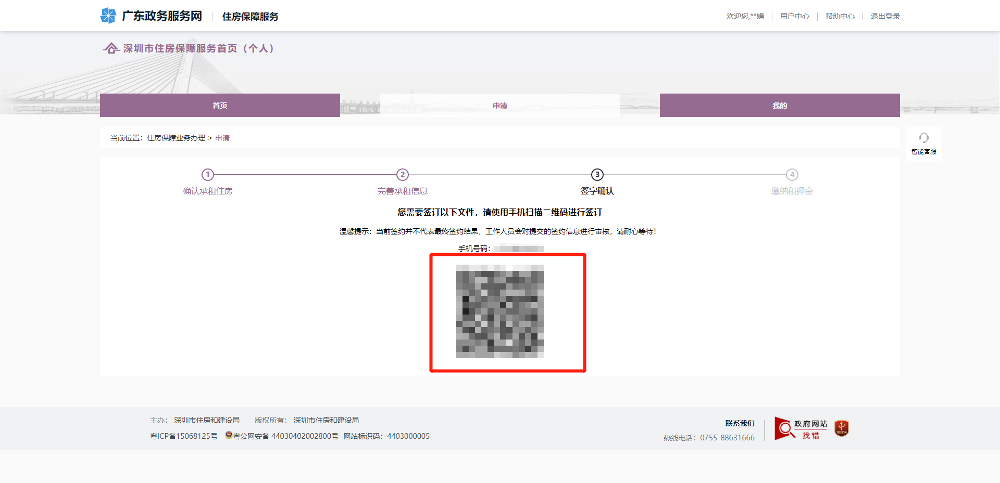 广东政务服务网 住房保障服务 欢迎您,**娟 用户中心 帮助中心 退出登录
深圳市住房保障服务首页（个人）
首页 申请 我的
当前位置：住房保障业务办理 > 申请
智能客服
1 2 3 4
确认承租住房 完善承租信息 签字确认 缴纳租押金
您需要签订以下文件，请使用手机扫描二维码进行签订
温馨提示：当前签约并不代表最终签约结果，工作人员会对提交的签约信息进行审核，请耐心等待！
手机号码：
主办： 深圳市住房和建设局 版权所有： 深圳市住房和建设局
粤ICP备15068125号 粤公网安备 44030402002800号 网站标识码：4403000005
联系我们
热线电话：0755-88631666
政府网站
找错